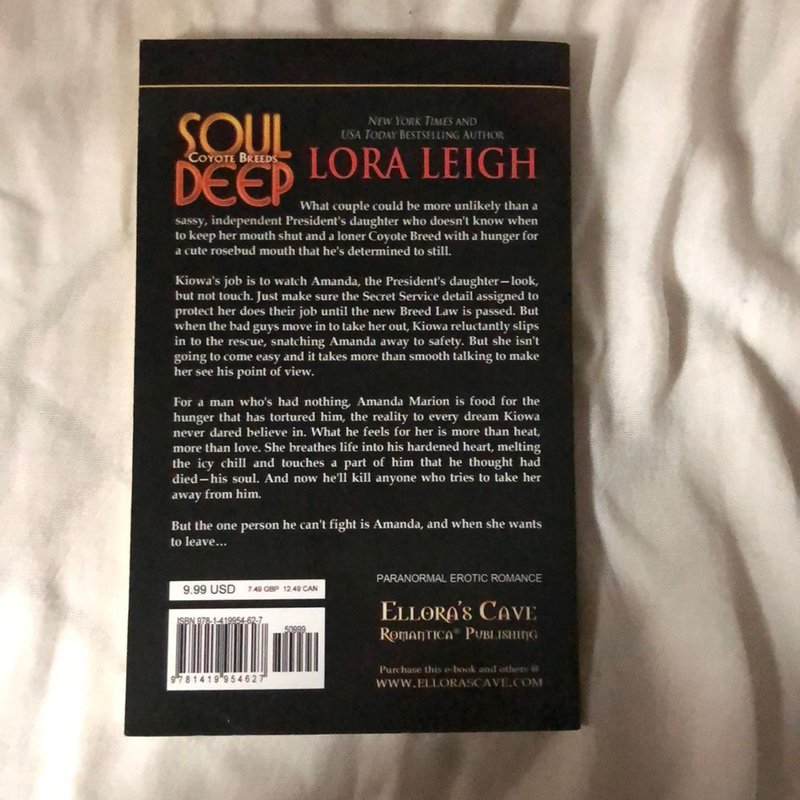 SOUL
COYOTE BREEDS
DEEP
NEW YORK TIMES AND
USA TODAY BESTSELLING AUTHOR
LORA LEIGH
What couple could be more unlikely than a
sassy, independent President's daughter who doesn't know when
to keep her mouth shut and a loner Coyote Breed with a hunger for
a cute rosebud mouth that he's determined to still.
Kiowa's job is to watch Amanda, the President's daughter—look,
but not touch. Just make sure the Secret Service detail assigned to
protect her does their job until the new Breed Law is passed. But
when the bad guys move in to take her out, Kiowa reluctantly slips
in to the rescue, snatching Amanda away to safety. But she isn't
going to come easy and it takes more than smooth talking to make
her see his point of view.
For a man who's had nothing, Amanda Marion is food for the
hunger that has tortured him, the reality to every dream Kiowa
never dared believe in. What he feels for her is more than heat,
more than love. She breathes life into his hardened heart, melting
the icy chill and touches a part of him that he thought had
died—his soul. And now he'll kill anyone who tries to take her
away from him.
But the one person he can't fight is Amanda, and when she wants
to leave...
9.99 USD 7.49 GBP 12.49 CAN
ISBN 978-1-419954-62-7
50999
9781419954627
PARANORMAL EROTIC ROMANCE
ELLORA'S CAVE
ROMANTICA® PUBLISHING
Purchase this e-book and others @
WWW.ELLORASCAVE.COM